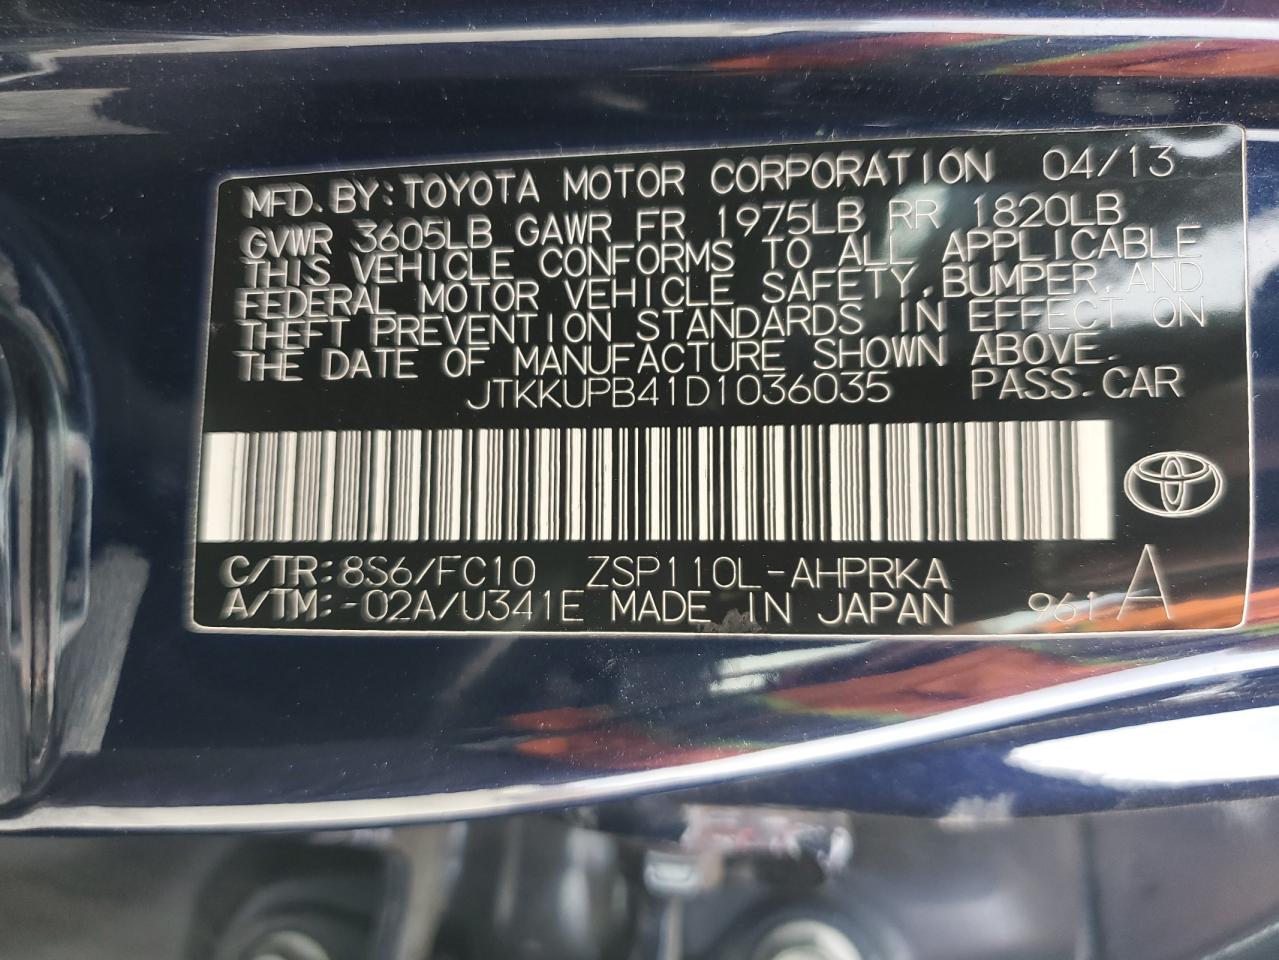 MFD. BY: TOYOTA MOTOR CORPORATION 04/13
GVWR 3605LB GAWR FR 1975LB RR 1820LB
THIS VEHICLE CONFORMS TO ALL APPLICABLE
FEDERAL MOTOR VEHICLE SAFETY, BUMPER, AND
THEFT PREVENTION STANDARDS IN EFFECT ON
THE DATE OF MANUFACTURE SHOWN ABOVE.
JTKKUPB41D1036035 PASS. CAR
C/TR: 8S6/FC10 ZSP110L-AHPRKA
A/TM: -02A/U341E MADE IN JAPAN 961 A